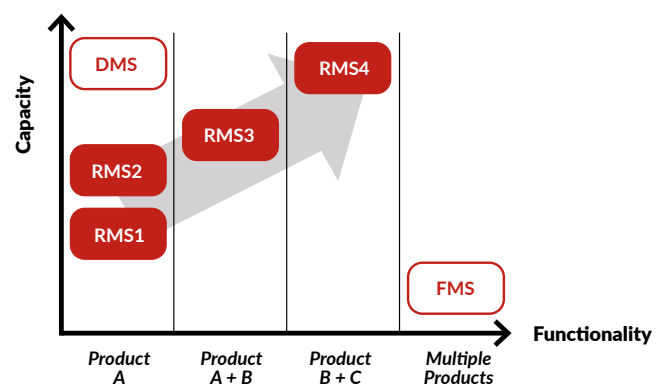 Capacity
DMS
RMS4
RMS3
RMS2
RMS1
FMS
Functionality
Product
A
Product
A + B
Product
B + C
Multiple
Products